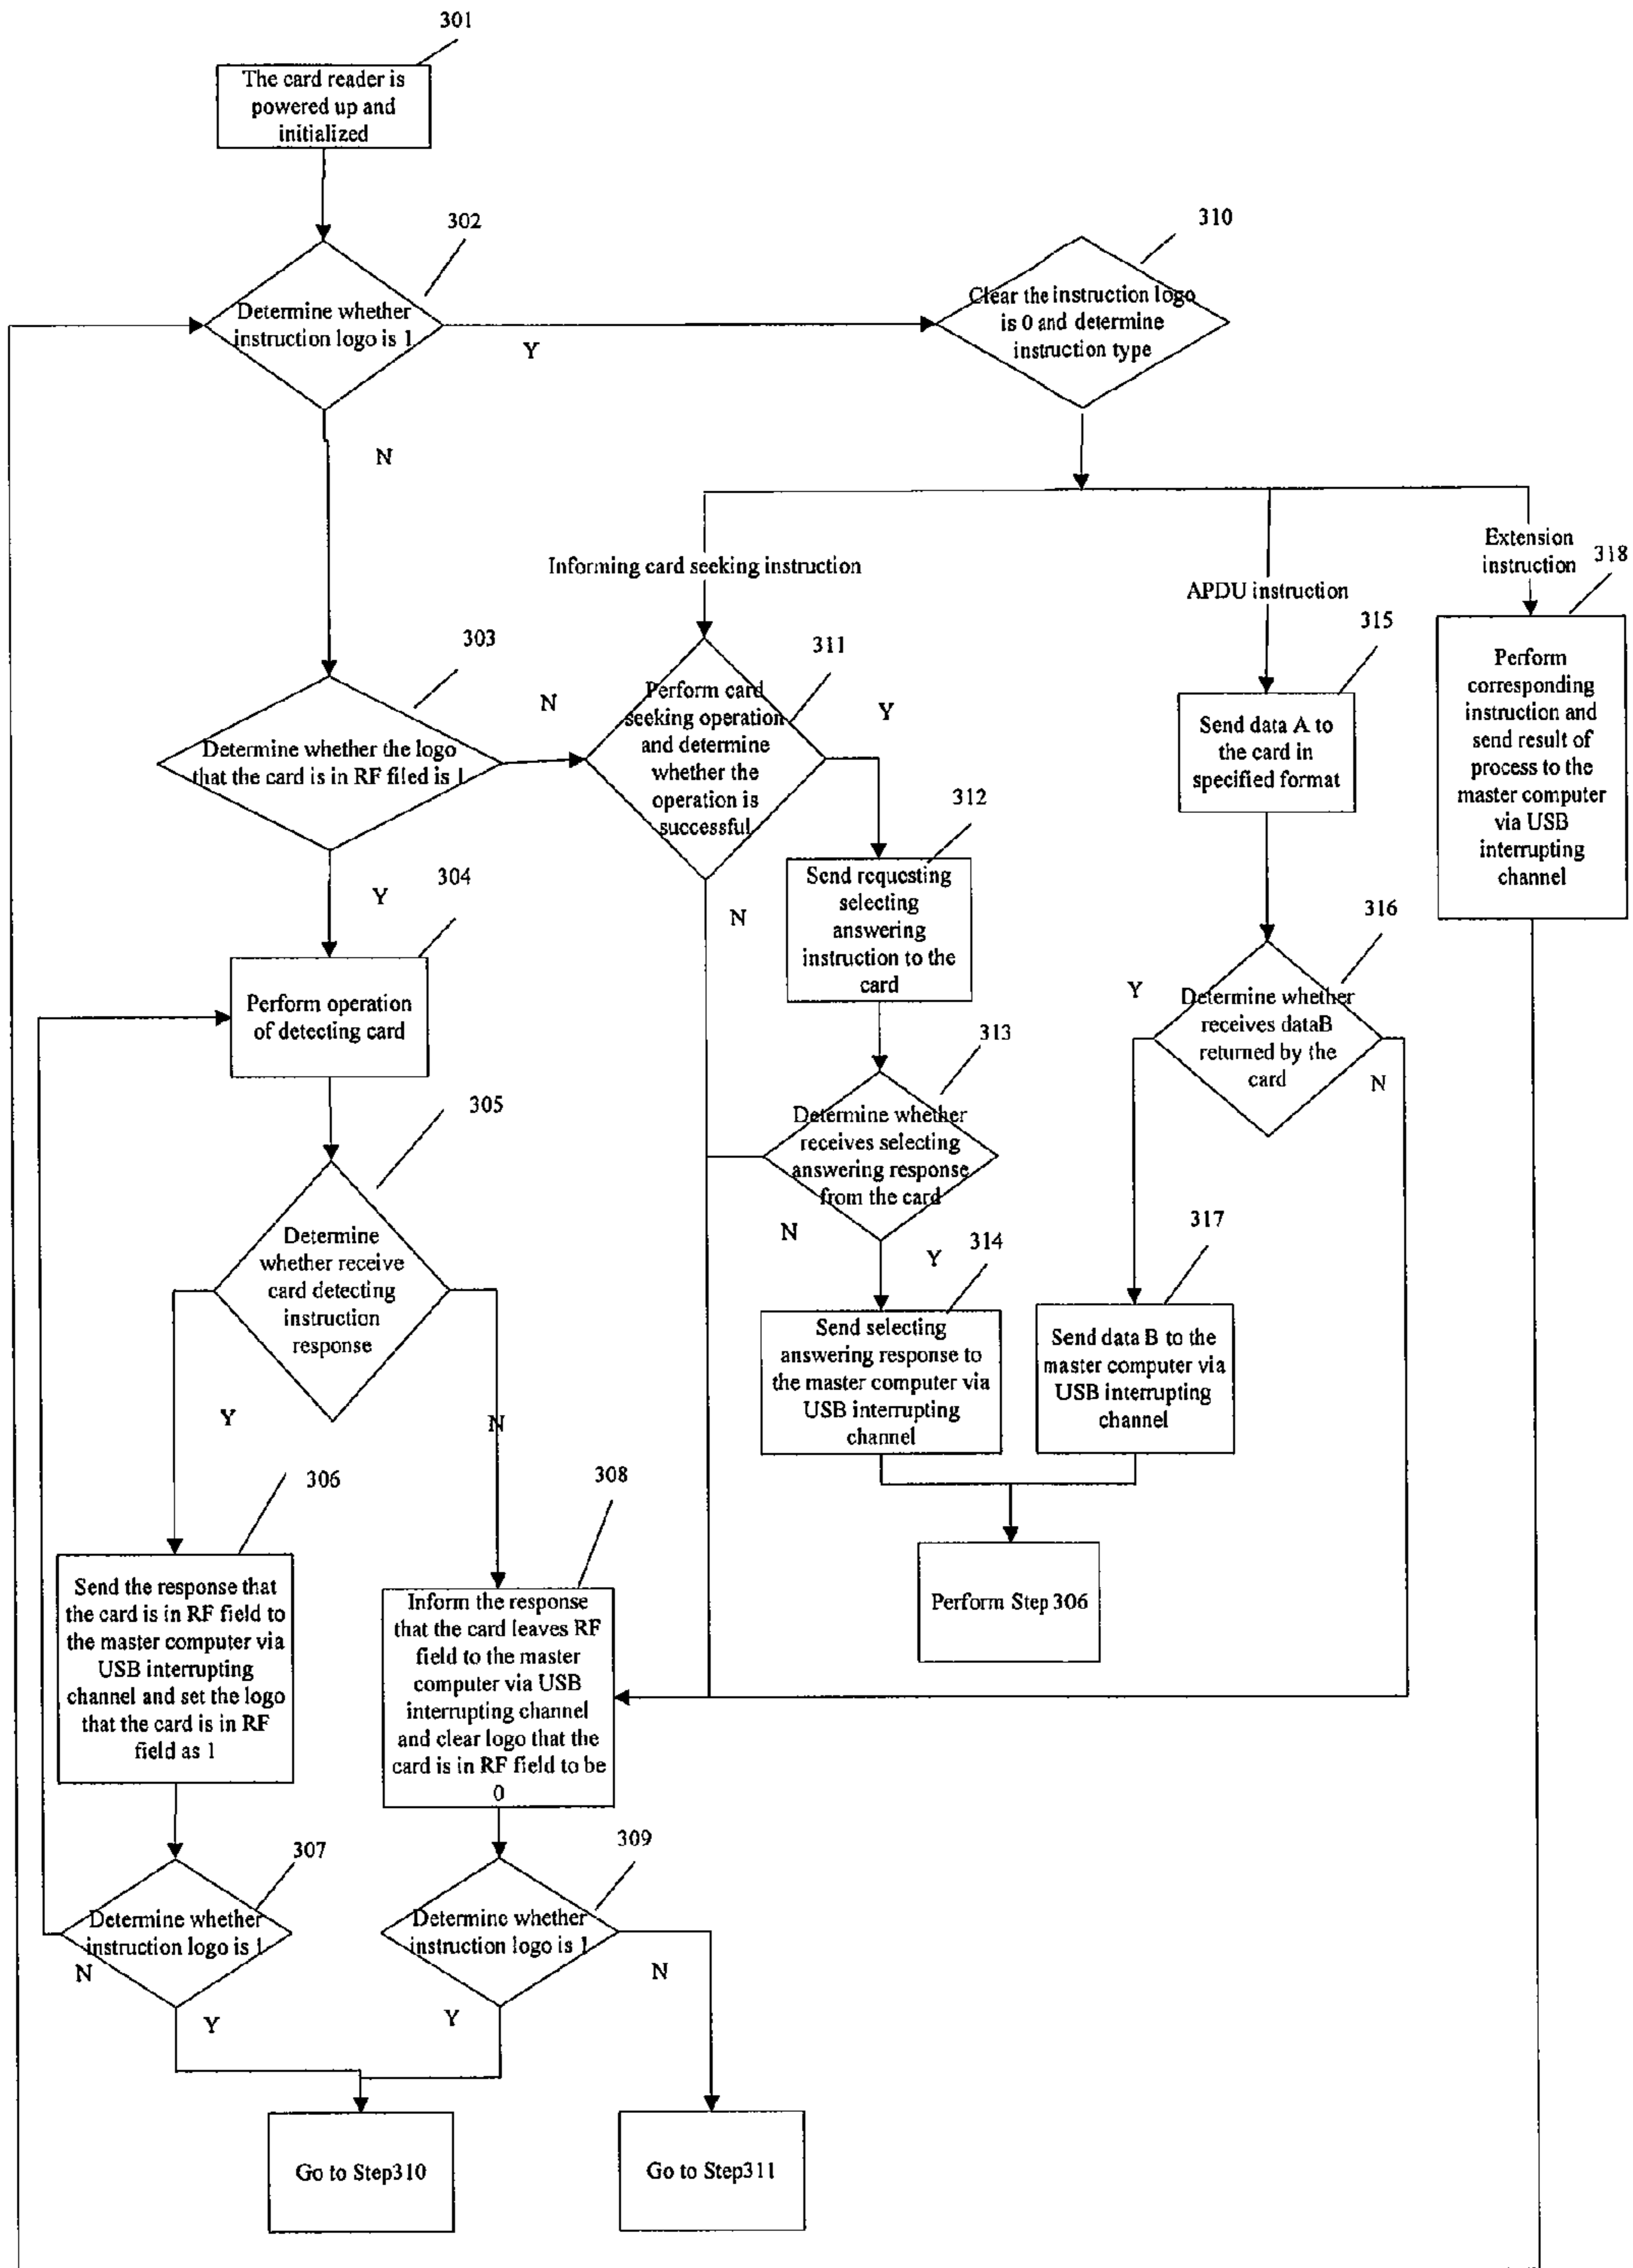 301
The card reader is
powered up and
initialized
302
Determine whether
instruction logo is 1
Y
N
310
Clear the instruction logo
is 0 and determine
instruction type
Informing card seeking instruction
APDU instruction
Extension
instruction
318
Perform
corresponding
instruction and
send result of
process to the
master computer
via USB
interrupting
channel
303
Determine whether the logo
that the card is in RF filed is 1
N
Y
311
Perform card
seeking operation
and determine
whether the
operation is
successful
Y
N
315
Send data A to
the card in
specified format
312
Send requesting
selecting
answering
instruction to the
card
304
Perform operation
of detecting card
316
Determine whether
receives dataB
returned by the
card
Y
N
313
Determine whether
receives selecting
answering response
from the card
N
Y
305
Determine
whether receive
card detecting
instruction
response
Y
N
314
Send selecting
answering response to
the master computer via
USB interrupting
channel
317
Send data B to the
master computer via
USB interrupting
channel
Perform Step 306
306
Send the response that
the card is in RF field to
the master computer via
USB interrupting
channel and set the logo
that the card is in RF
field as 1
308
Inform the response
that the card leaves RF
field to the master
computer via USB
interrupting channel
and clear logo that the
card is in RF field to be
0
307
Determine whether
instruction logo is 1
N
Y
309
Determine whether
instruction logo is 1
Y
N
Go to Step310
Go to Step311